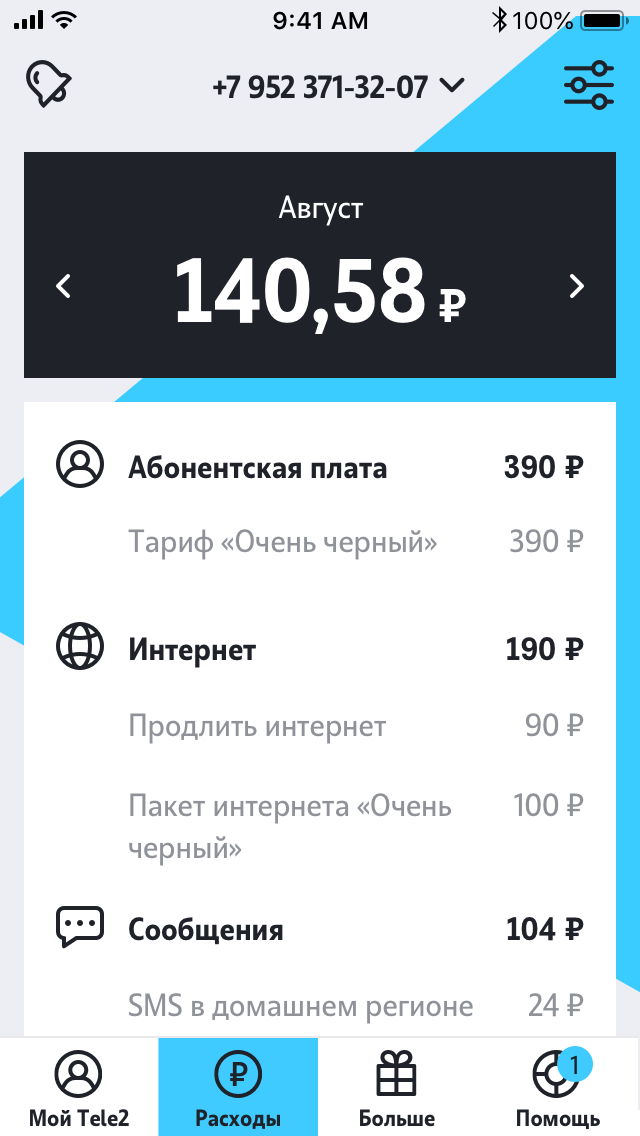 9:41 AM 100%
+7 952 371-32-07
Август
140,58 ₽
Абонентская плата 390 ₽
Тариф «Очень черный» 390 ₽
Интернет 190 ₽
Продлить интернет 90 ₽
Пакет интернета «Очень 100 ₽
черный»
Сообщения 104 ₽
SMS в домашнем регионе 24 ₽
₽ 1
Мой Tele2 Расходы Больше Помощь